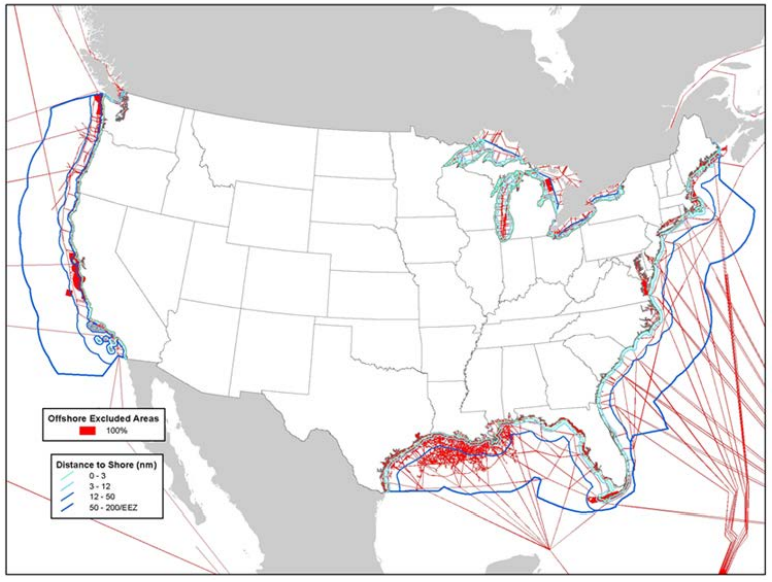 Offshore Excluded Areas
100%
Distance to Shore (nm)
0 - 3
3 - 12
12 - 50
50 - 200/EEZ